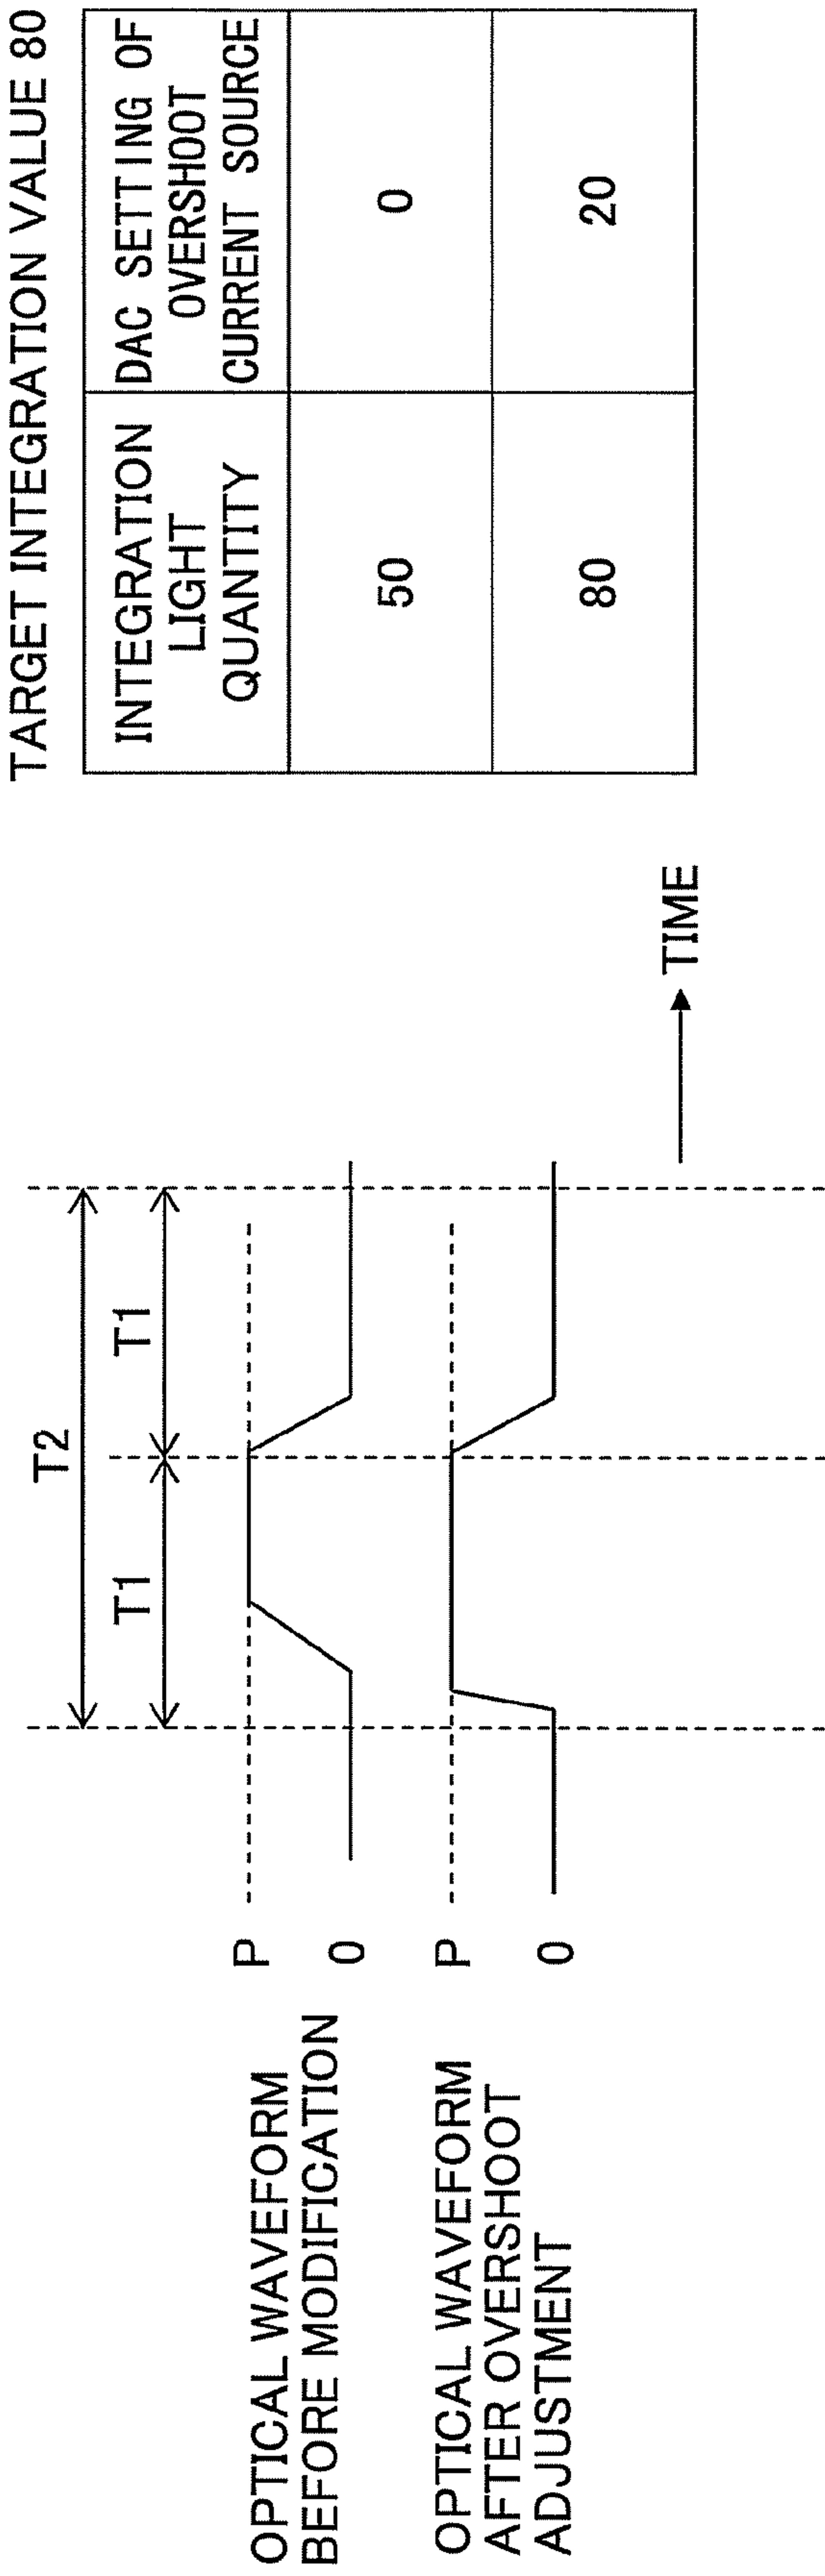 TARGET INTEGRATION VALUE 80
INTEGRATION
LIGHT
QUANTITY
DAC SETTING OF
OVERSHOOT
CURRENT SOURCE
50
0
80
20
T2
T1
T1
OPTICAL WAVEFORM
BEFORE MODIFICATION
P
0
OPTICAL WAVEFORM
AFTER OVERSHOOT
ADJUSTMENT
P
0
TIME